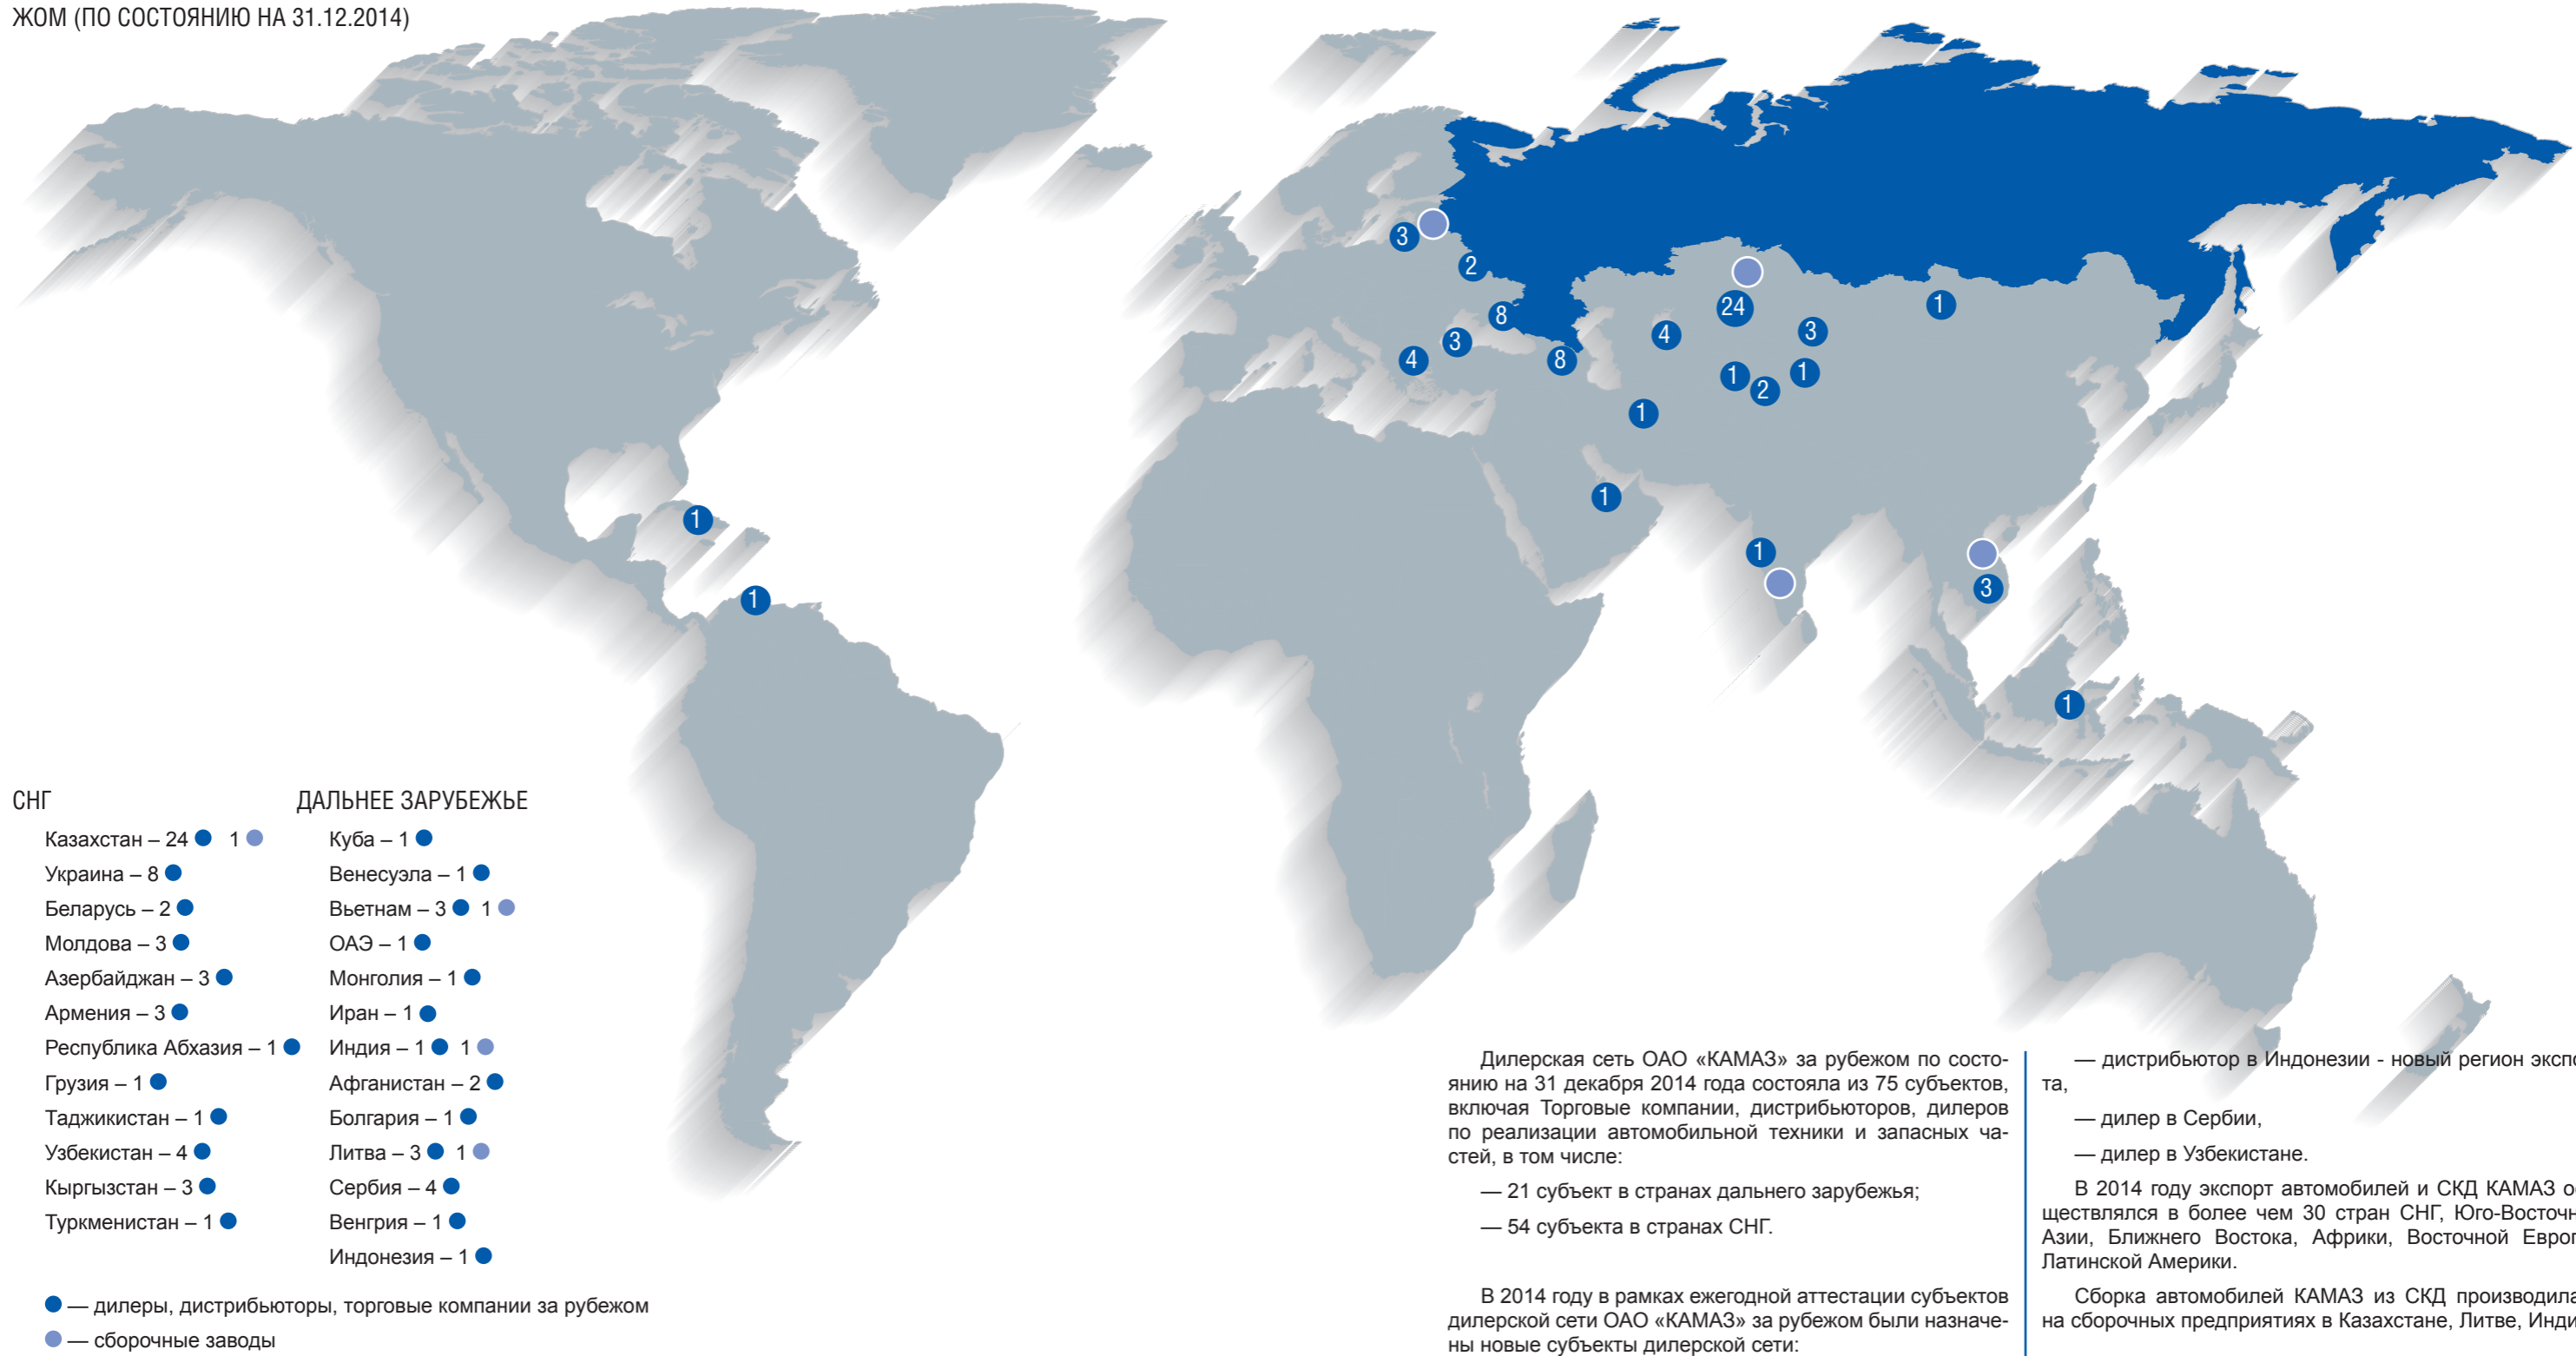 ЖОМ (ПО СОСТОЯНИЮ НА 31.12.2014)
3
2
8
3
4
8
24
4
3
1
1
2
1
1
1
1
3
1
1
1
СНГ
Казахстан – 24 1
Украина – 8
Беларусь – 2
Молдова – 3
Азербайджан – 3
Армения – 3
Республика Абхазия – 1
Грузия – 1
Таджикистан – 1
Узбекистан – 4
Кыргызстан – 3
Туркменистан – 1
ДАЛЬНЕЕ ЗАРУБЕЖЬЕ
Куба – 1
Венесуэла – 1
Вьетнам – 3 1
ОАЭ – 1
Монголия – 1
Иран – 1
Индия – 1 1
Афганистан – 2
Болгария – 1
Литва – 3 1
Сербия – 4
Венгрия – 1
Индонезия – 1
— дилеры, дистрибьюторы, торговые компании за рубежом
— сборочные заводы
Дилерская сеть ОАО «КАМАЗ» за рубежом по состо-
янию на 31 декабря 2014 года состояла из 75 субъектов,
включая Торговые компании, дистрибьюторов, дилеров
по реализации автомобильной техники и запасных ча-
стей, в том числе:
— 21 субъект в странах дальнего зарубежья;
— 54 субъекта в странах СНГ.
В 2014 году в рамках ежегодной аттестации субъектов
дилерской сети ОАО «КАМАЗ» за рубежом были назначе-
ны новые субъекты дилерской сети:
— дистрибьютор в Индонезии - новый регион экспо
та,
— дилер в Сербии,
— дилер в Узбекистане.
В 2014 году экспорт автомобилей и СКД КАМАЗ о
ществлялся в более чем 30 стран СНГ, Юго-Восточн
Азии, Ближнего Востока, Африки, Восточной Европ
Латинской Америки.
Сборка автомобилей КАМАЗ из СКД производила
на сборочных предприятиях в Казахстане, Литве, Инди